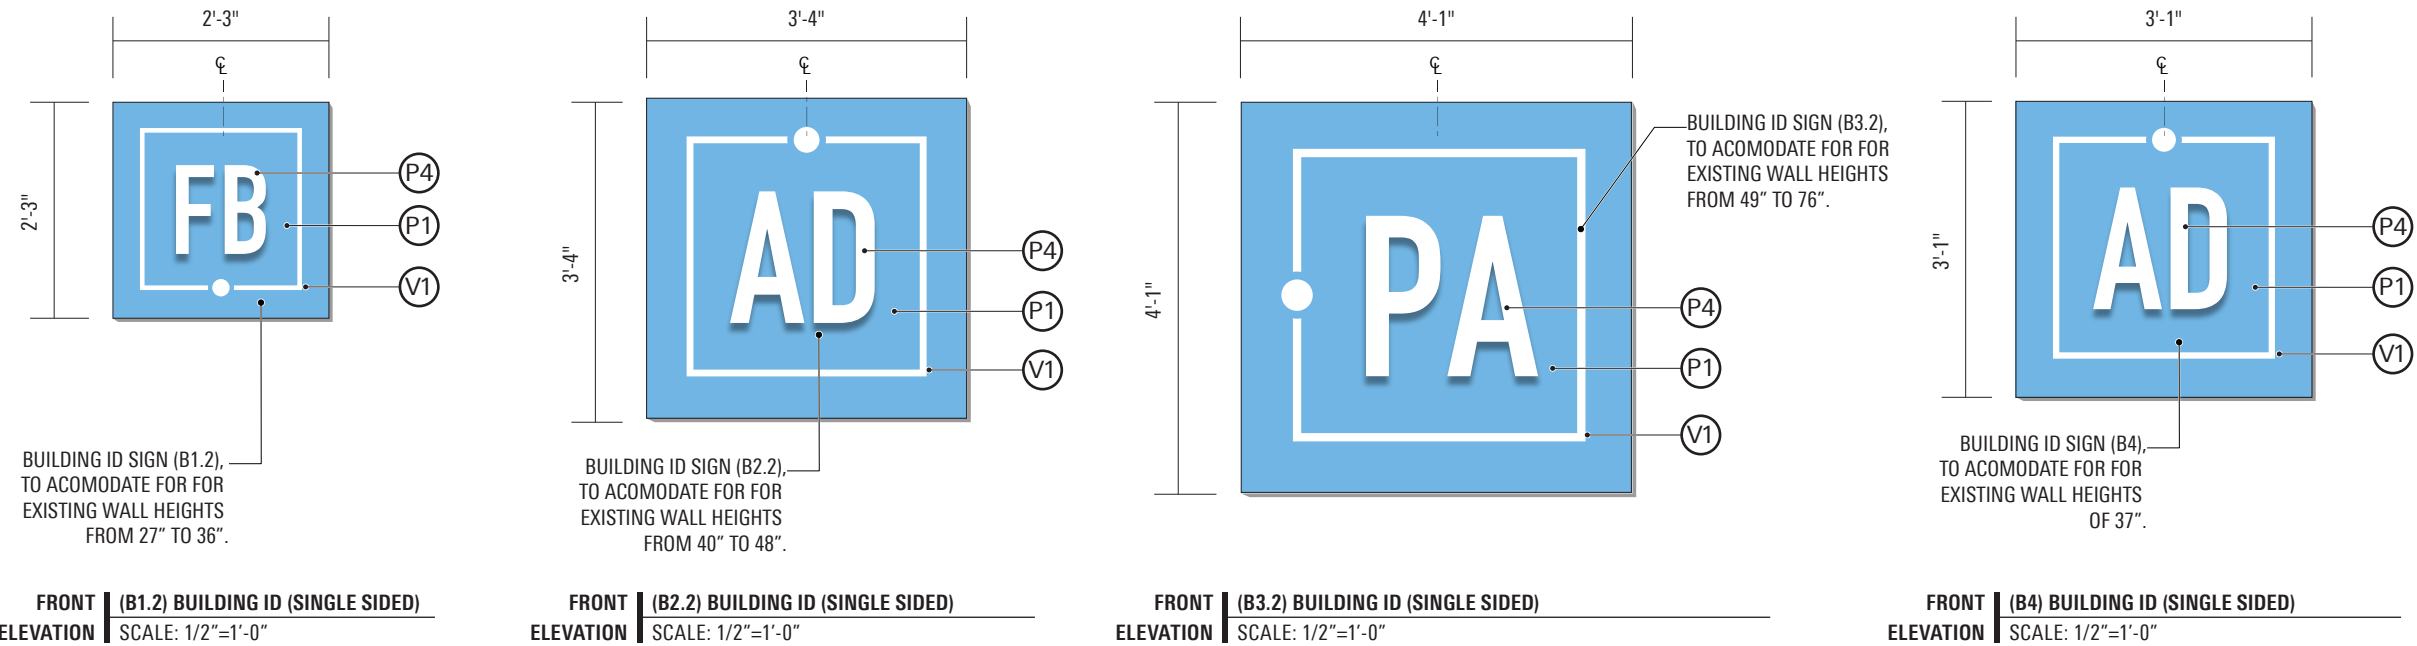 2'-3"
℄
2'-3"
FB
P4
P1
V1
BUILDING ID SIGN (B1.2),
TO ACOMODATE FOR FOR
EXISTING WALL HEIGHTS
FROM 27” TO 36”.
FRONT
ELEVATION
(B1.2) BUILDING ID (SINGLE SIDED)
SCALE: 1/2”=1’-0”
3'-4"
℄
3'-4"
AD
P4
P1
V1
BUILDING ID SIGN (B2.2),
TO ACOMODATE FOR FOR
EXISTING WALL HEIGHTS
FROM 40” TO 48”.
FRONT
ELEVATION
(B2.2) BUILDING ID (SINGLE SIDED)
SCALE: 1/2”=1’-0”
4'-1"
℄
4'-1"
PA
BUILDING ID SIGN (B3.2),
TO ACOMODATE FOR FOR
EXISTING WALL HEIGHTS
FROM 49” TO 76”.
P4
P1
V1
FRONT
ELEVATION
(B3.2) BUILDING ID (SINGLE SIDED)
SCALE: 1/2”=1’-0”
3'-1"
℄
3'-1"
AD
P4
P1
V1
BUILDING ID SIGN (B4),
TO ACOMODATE FOR FOR
EXISTING WALL HEIGHTS
OF 37”.
FRONT
ELEVATION
(B4) BUILDING ID (SINGLE SIDED)
SCALE: 1/2”=1’-0”